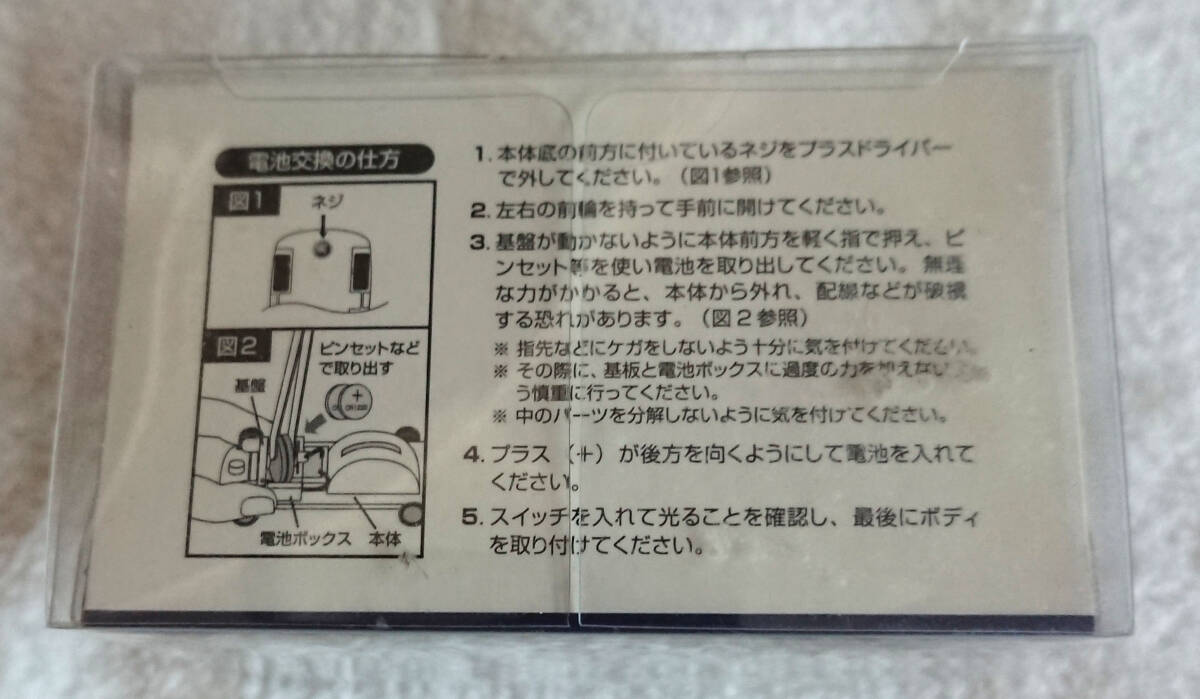 電池交換の仕方
図1
ネジ
図2
ピンセットなど
で取り出す
基盤
電池ボックス 本体
1. 本体底の前方に付いているネジをプラスドライバー
で外してください。（図1参照）
2. 左右の前輪を持って手前に開けてください。
3. 基盤が動かないように本体前方を軽く指で押え、ピ
ンセット等を使い電池を取り出してください。無理
な力がかかると、本体から外れ、配線などが破損
する恐れがあります。（図2参照）
※ 指先などにケガをしないよう十分に気を付けてください。
※ その際に、基板と電池ボックスに過度の力を加えないよ
う慎重に行ってください。
※ 中のパーツを分解しないように気を付けてください。
4. プラス（＋）が後方を向くようにして電池を入れて
ください。
5. スイッチを入れて光ることを確認し、最後にボディ
を取り付けてください。